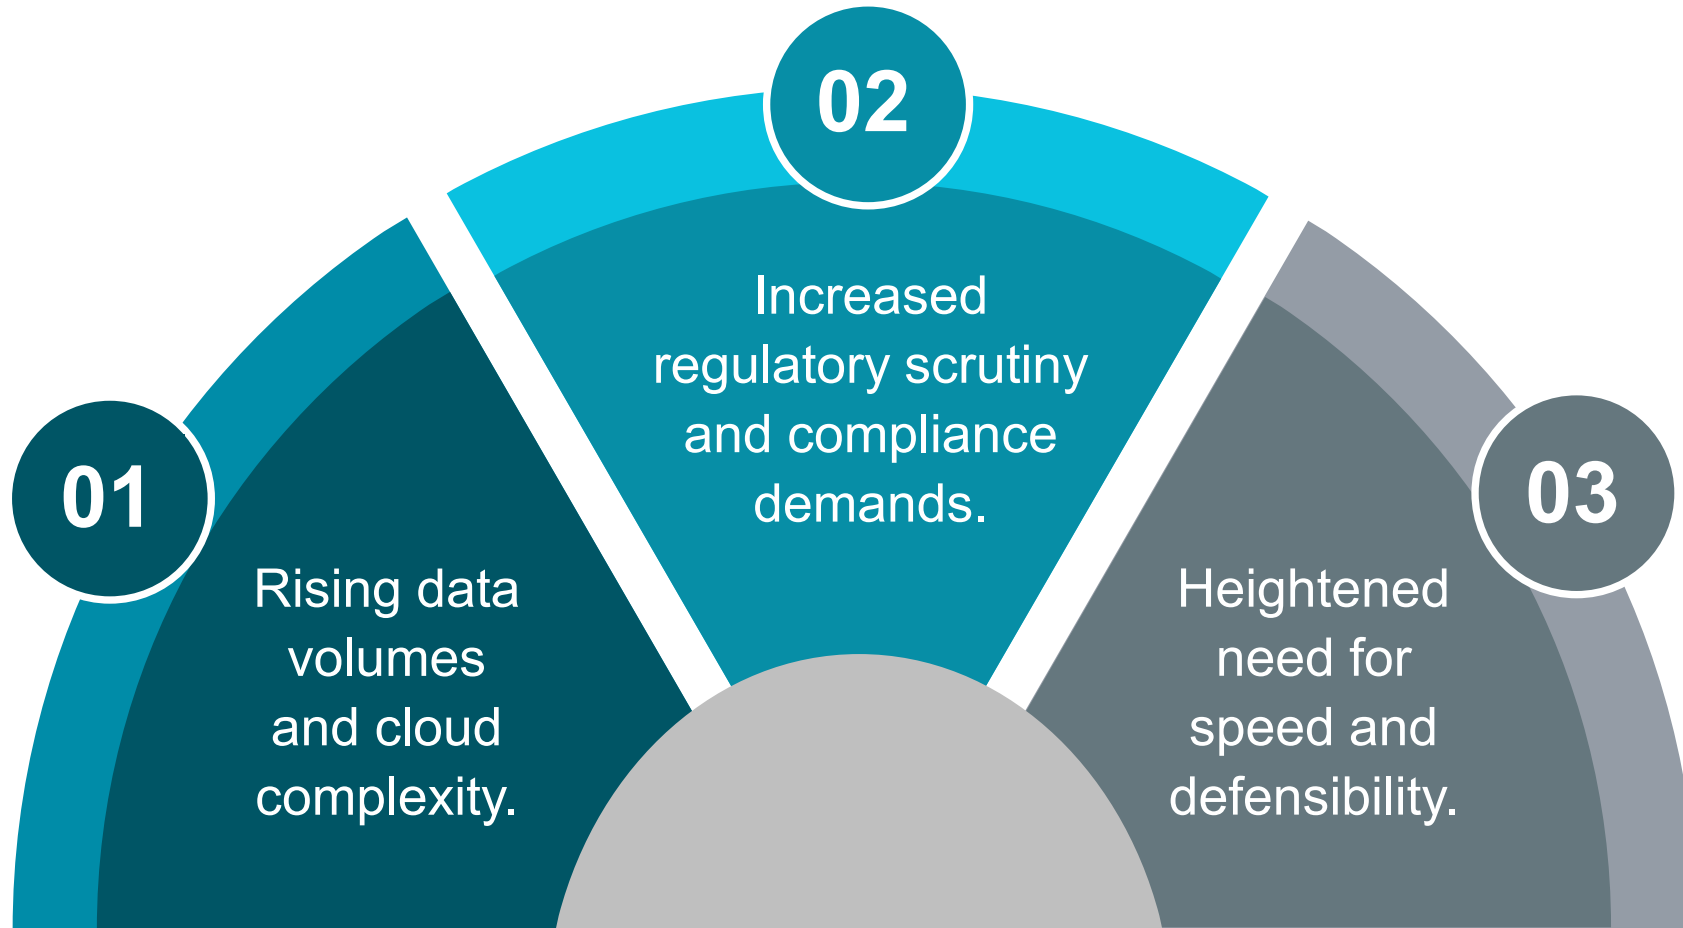 01
Rising data
volumes
and cloud
complexity.
02
Increased
regulatory scrutiny
and compliance
demands.
03
Heightened
need for
speed and
defensibility.